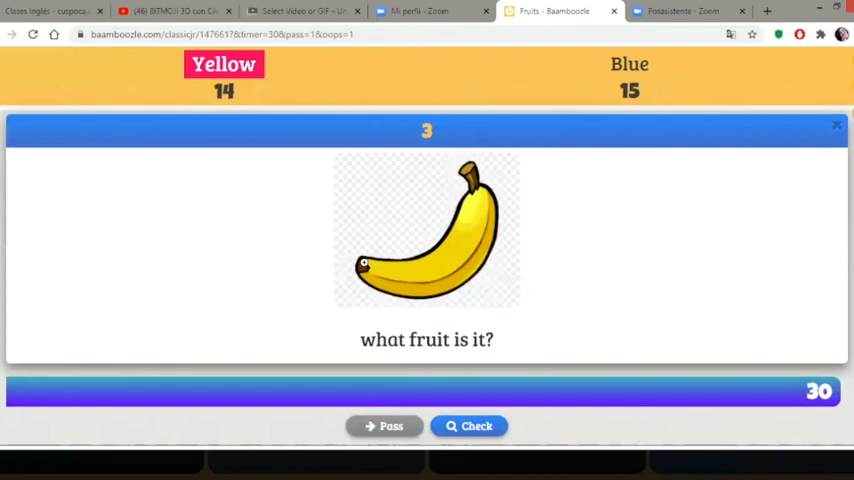 Clases Inglés - cuspoca
(46) BITMOJI 3D con CA
Select Video or GIF – Un
Mi perfil - Zoom
Fruits - Baamboozle
Posasistente - Zoom
baamboozle.com/classicjr/147661?&timer=30&pass=1&oops=1
Yellow
Blue
14
15
3
what fruit is it?
30
Pass
Check